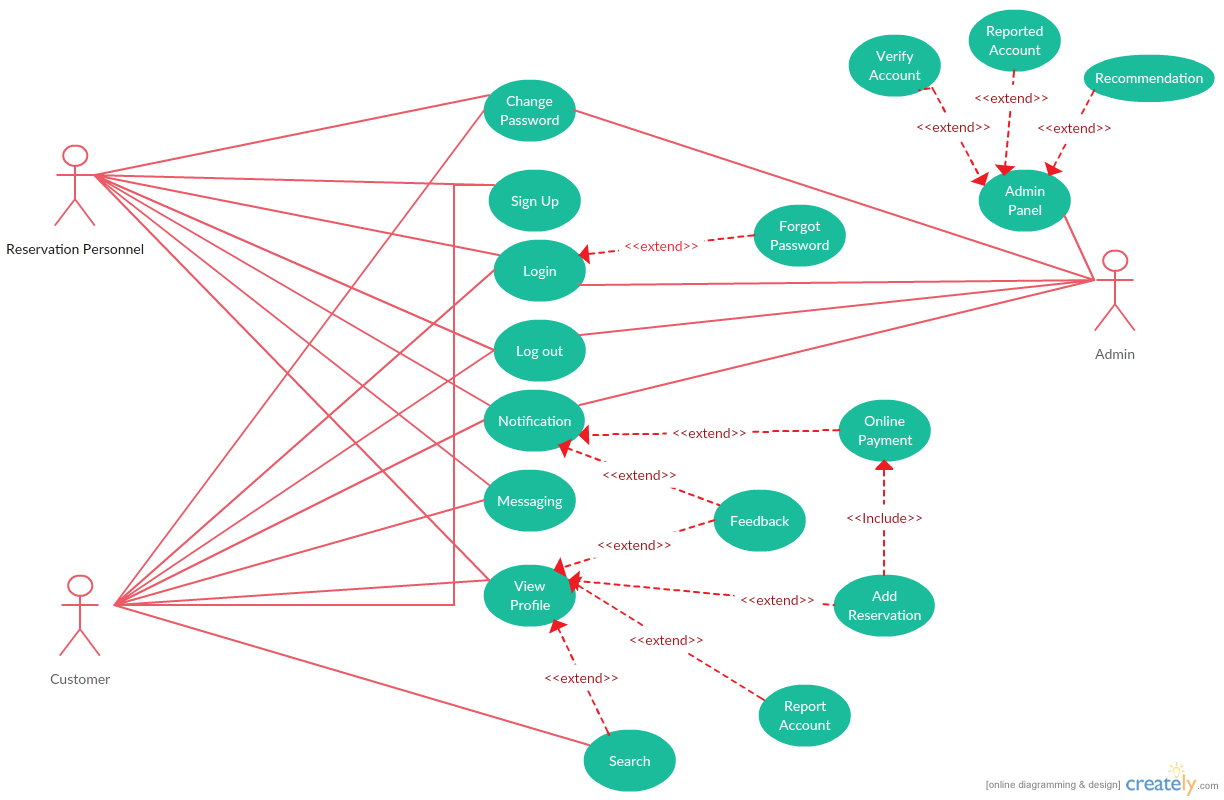 Reported
Account
Verify
Account
Recommendation
<<extend>>
<<extend>>
<<extend>>
Change
Password
Admin
Panel
Sign Up
Reservation Personnel
Forgot
Password
<<extend>>
Login
Admin
Log out
Notification
Online
Payment
<<extend>>
<<extend>>
Messaging
Feedback
<<Include>>
<<extend>>
View
Profile
<<extend>>
Add
Reservation
<<extend>>
Customer
<<extend>>
Report
Account
Search
[online diagramming & design] creately.com